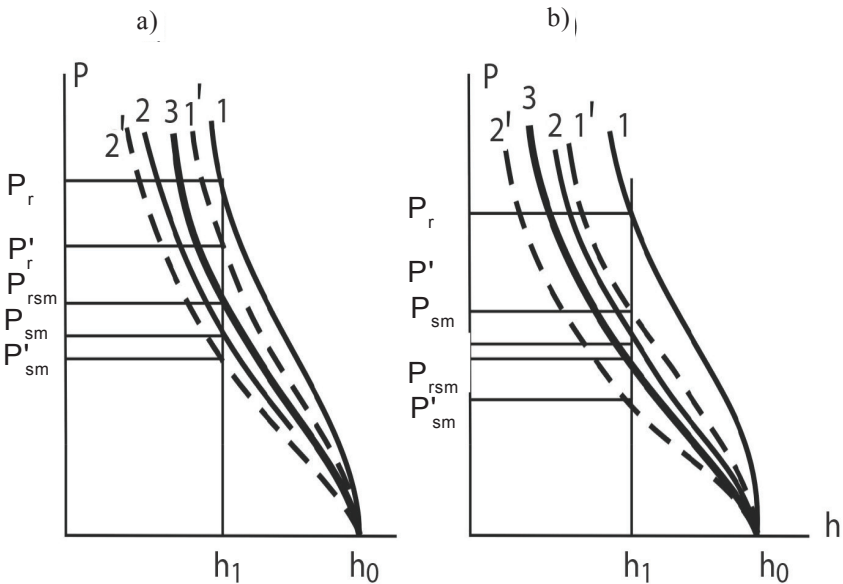 a)
b)
P
2' 2 3 1' 1
P_r
P'_r
P_rsm
P_sm
P'_sm
h_1 h_0
P
2' 3 2 1' 1
P_r
P'
P_sm
P_rsm
P'_sm
h_1 h_0 h